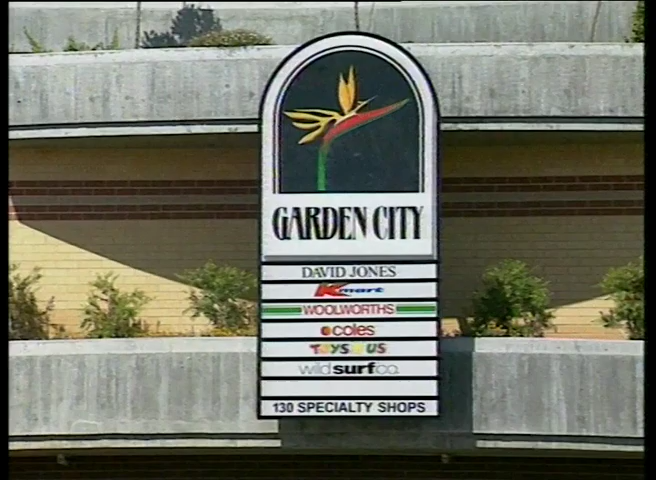 GARDEN CITY
DAVID JONES
Kmart
WOOLWORTHS
coles
TOYS R US
wild surf co.
130 SPECIALTY SHOPS